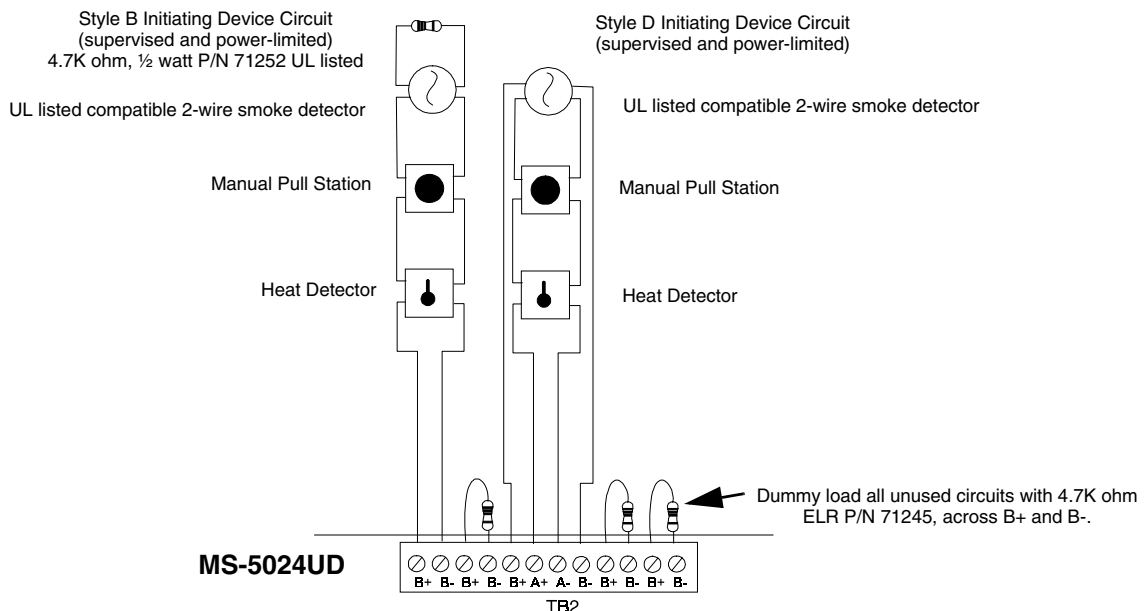 Style B Initiating Device Circuit
(supervised and power-limited)
4.7K ohm, ½ watt P/N 71252 UL listed
Style D Initiating Device Circuit
(supervised and power-limited)
UL listed compatible 2-wire smoke detector
UL listed compatible 2-wire smoke detector
Manual Pull Station
Manual Pull Station
Heat Detector
Heat Detector
Dummy load all unused circuits with 4.7K ohm
ELR P/N 71245, across B+ and B-.
MS-5024UD
B+ B- B+ B- B+ A+ A- B- B+ B- B+ B-
TB2